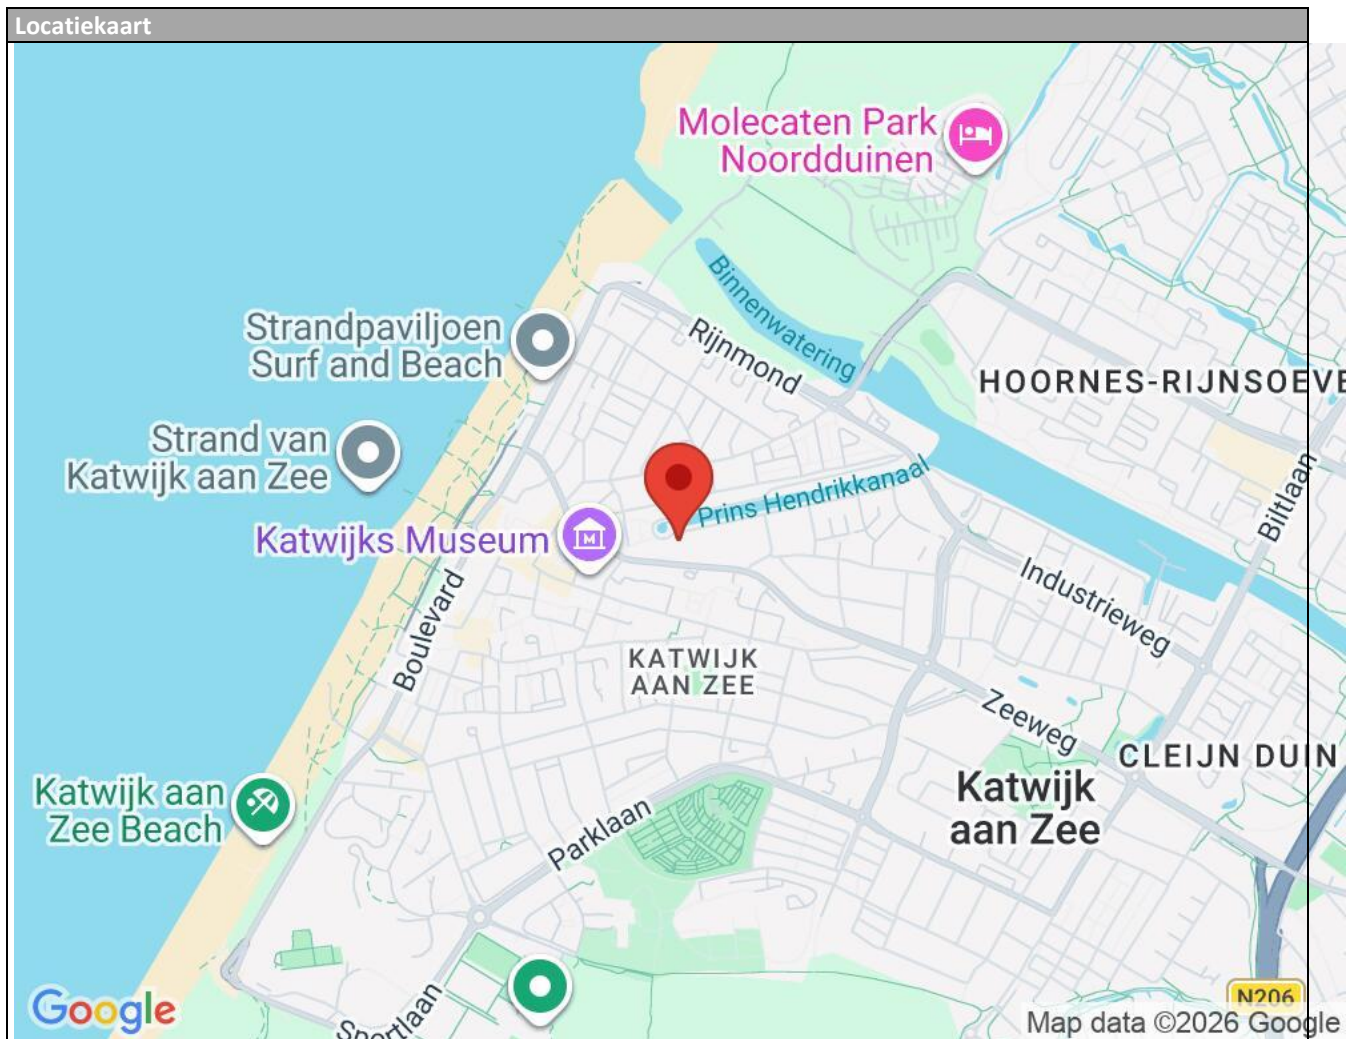 Locatiekaart
Molecaten Park
Noordduinen
Binnenwatering
Rijnmond
Strandpaviljoen
Surf and Beach
HOORNES-RIJNSOEVE
Strand van
Katwijk aan Zee
Biltlaan
Prins Hendrikkanaal
Katwijks Museum
Industrieweg
Boulevard
KATWIJK
AAN ZEE
Zeeweg
CLEIJN DUIN
Katwijk aan
Zee Beach
Katwijk
aan Zee
Parklaan
Sportlaan
N206
Google
Map data ©2026 Google